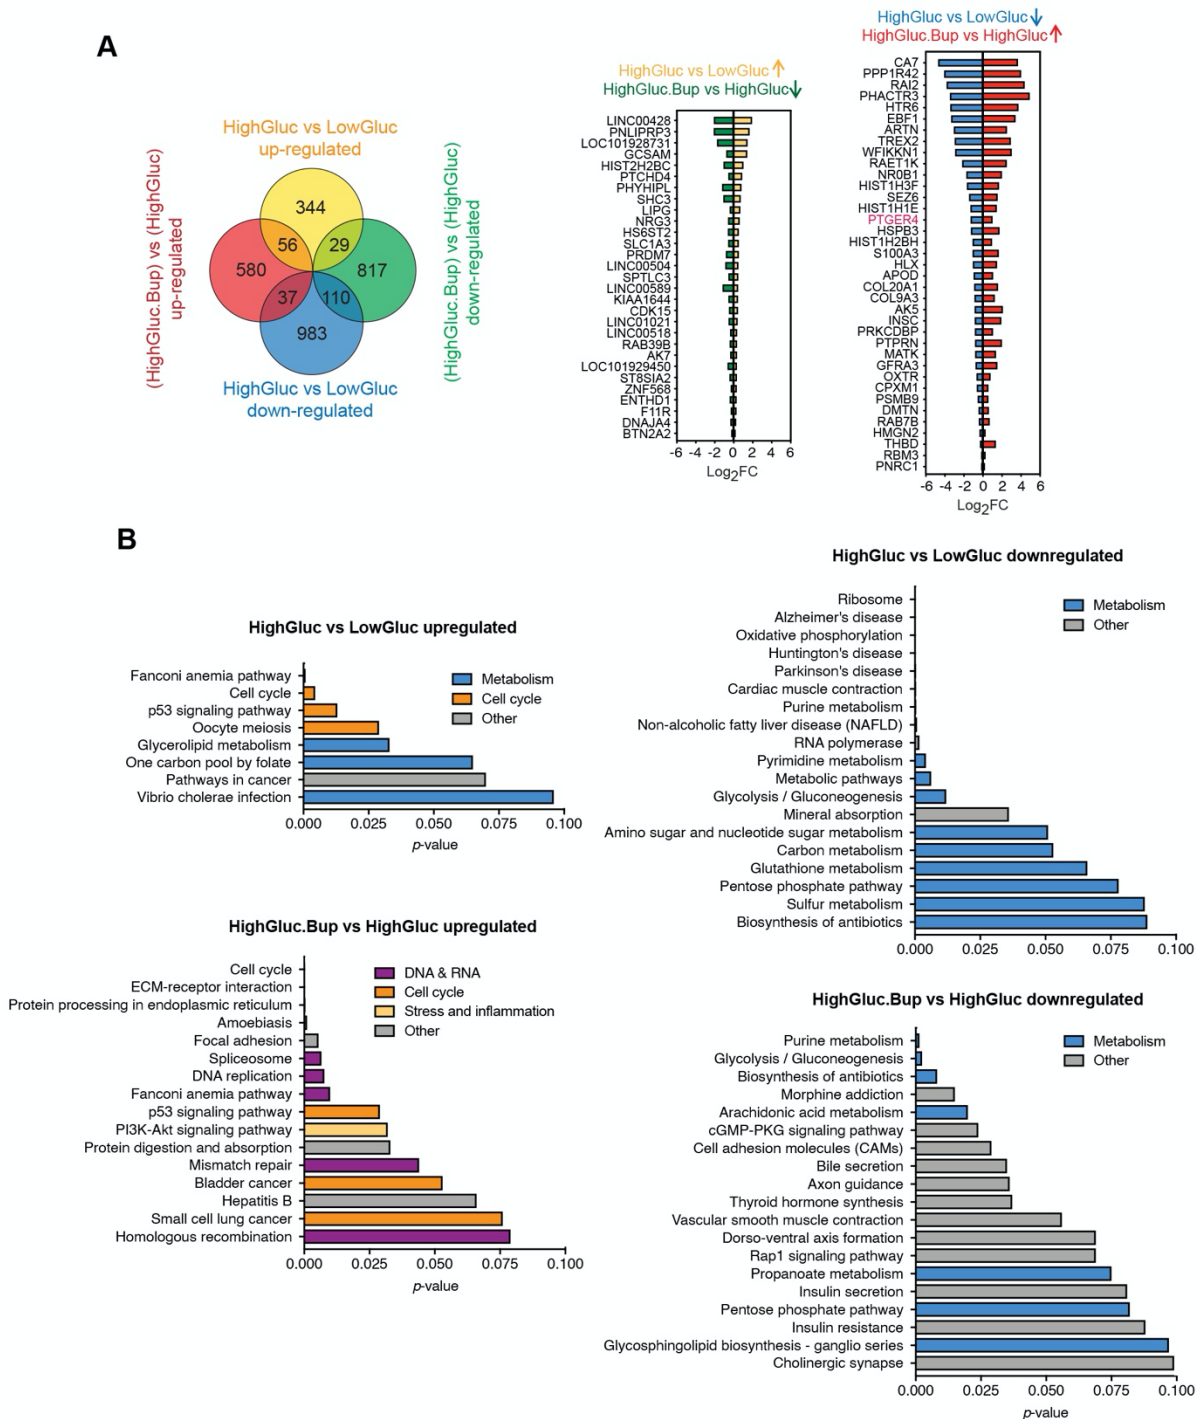 A
HighGluc vs LowGluc
up-regulated
(HighGluc.Bup) vs (HighGluc)
up-regulated
(HighGluc.Bup) vs (HighGluc)
down-regulated
344
56
29
580
817
37
110
983
HighGluc vs LowGluc
down-regulated
HighGluc vs LowGluc↑
HighGluc.Bup vs HighGluc↓
LINC00428
PNLIPRP3
LOC101928731
GCSAM
HIST2H2BC
PTCHD4
PHYHIPL
SHC3
LIPG
NRG3
HS6ST2
SLC1A3
PRDM7
LINC00504
SPTLC3
LINC00589
KIAA1644
CDK15
LINC01021
LINC00518
RAB39B
AK7
LOC101929450
ST8SIA2
ZNF568
ENTHD1
F11R
DNAJA4
BTN2A2
-6 -4 -2 0 2 4 6
Log2FC
HighGluc vs LowGluc↓
HighGluc.Bup vs HighGluc↑
CA7
PPP1R42
RAI2
PHACTR3
HTR6
EBF1
ARTN
TREX2
WFIKKN1
RAET1K
NR0B1
HIST1H3F
SEZ6
HIST1H1E
PTGER4
HSPB3
HIST1H2BH
S100A3
HLX
APOD
COL20A1
COL9A3
AK5
INSC
PRKCDBP
PTPRN
MATK
GFRA3
OXTR
CPXM1
PSMB9
DMTN
RAB7B
HMGN2
THBD
RBM3
PNRC1
-6 -4 -2 0 2 4 6
Log2FC
B
HighGluc vs LowGluc upregulated
Fanconi anemia pathway
Cell cycle
p53 signaling pathway
Oocyte meiosis
Glycerolipid metabolism
One carbon pool by folate
Pathways in cancer
Vibrio cholerae infection
Metabolism
Cell cycle
Other
0.000 0.025 0.050 0.075 0.100
p-value
HighGluc vs LowGluc downregulated
Ribosome
Alzheimer's disease
Oxidative phosphorylation
Huntington's disease
Parkinson's disease
Cardiac muscle contraction
Purine metabolism
Non-alcoholic fatty liver disease (NAFLD)
RNA polymerase
Pyrimidine metabolism
Metabolic pathways
Glycolysis / Gluconeogenesis
Mineral absorption
Amino sugar and nucleotide sugar metabolism
Carbon metabolism
Glutathione metabolism
Pentose phosphate pathway
Sulfur metabolism
Biosynthesis of antibiotics
Metabolism
Other
0.000 0.025 0.050 0.075 0.100
HighGluc.Bup vs HighGluc upregulated
Cell cycle
ECM-receptor interaction
Protein processing in endoplasmic reticulum
Amoebiasis
Focal adhesion
Spliceosome
DNA replication
Fanconi anemia pathway
p53 signaling pathway
PI3K-Akt signaling pathway
Protein digestion and absorption
Mismatch repair
Bladder cancer
Hepatitis B
Small cell lung cancer
Homologous recombination
DNA & RNA
Cell cycle
Stress and inflammation
Other
0.000 0.025 0.050 0.075 0.100
p-value
HighGluc.Bup vs HighGluc downregulated
Purine metabolism
Glycolysis / Gluconeogenesis
Biosynthesis of antibiotics
Morphine addiction
Arachidonic acid metabolism
cGMP-PKG signaling pathway
Cell adhesion molecules (CAMs)
Bile secretion
Axon guidance
Thyroid hormone synthesis
Vascular smooth muscle contraction
Dorso-ventral axis formation
Rap1 signaling pathway
Propanoate metabolism
Insulin secretion
Pentose phosphate pathway
Insulin resistance
Glycosphingolipid biosynthesis - ganglio series
Cholinergic synapse
Metabolism
Other
0.000 0.025 0.050 0.075 0.100
p-value